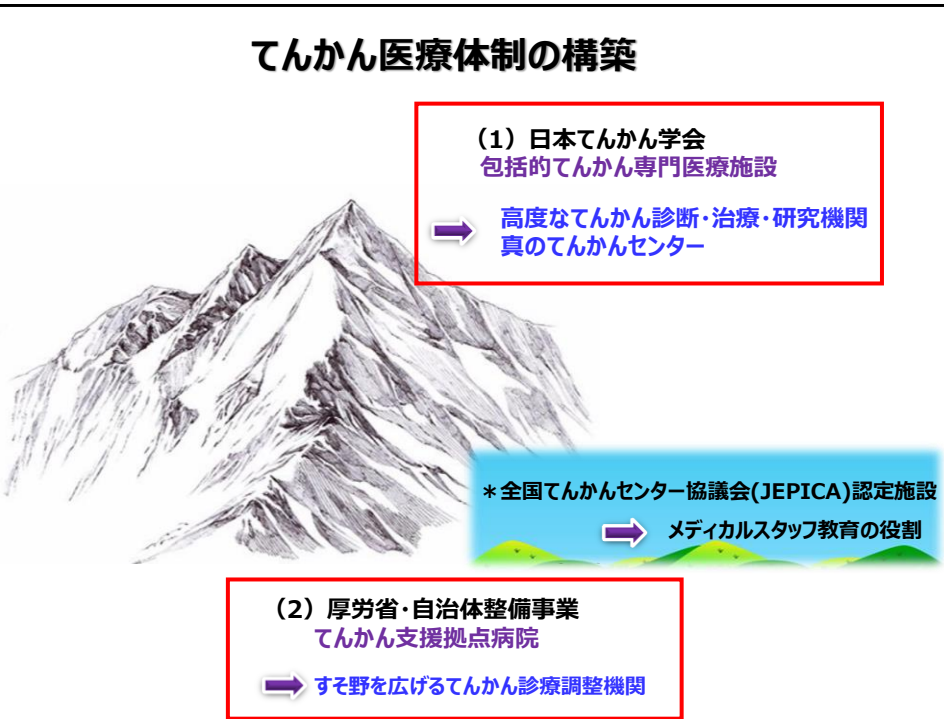 てんかん医療体制の構築
（1）日本てんかん学会
包括的てんかん専門医療施設
高度なてんかん診断・治療・研究機関
真のてんかんセンター
＊全国てんかんセンター協議会(JEPICA)認定施設
メディカルスタッフ教育の役割
（2）厚労省・自治体整備事業
てんかん支援拠点病院
すそ野を広げるてんかん診療調整機関